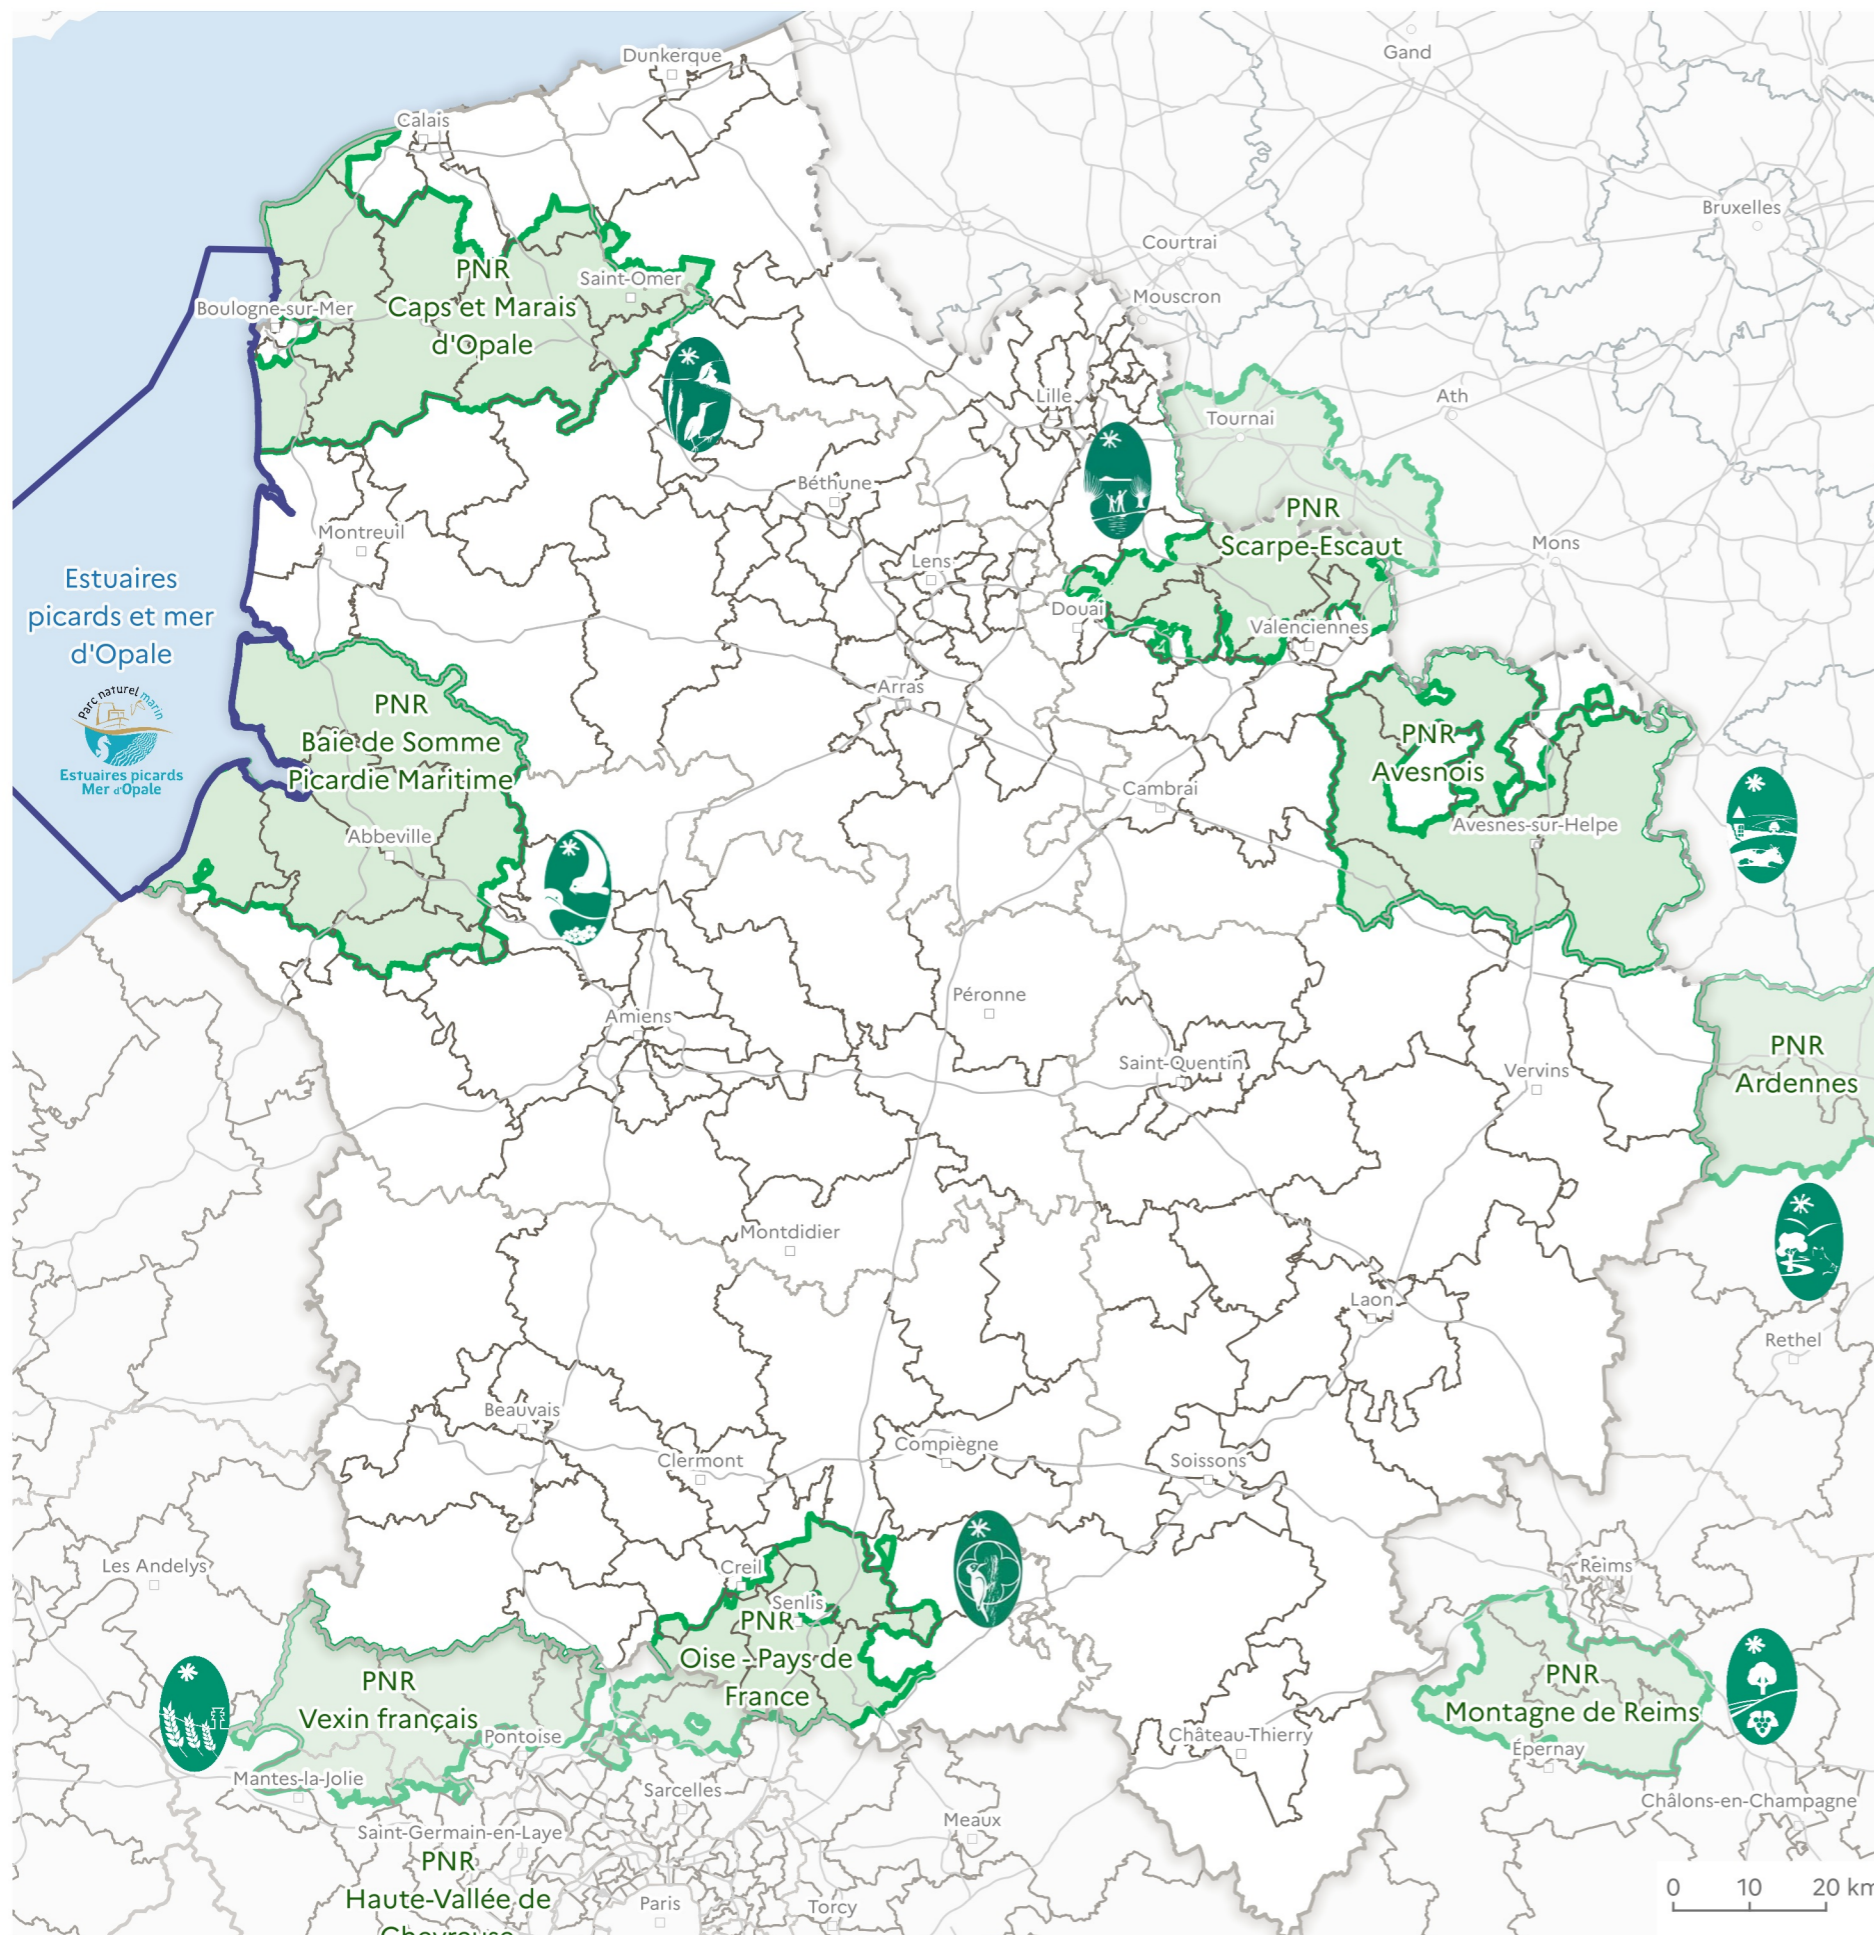 Dunkerque
Gand
Calais
Bruxelles
Courtrai
PNR
Caps et Marais
d'Opale
Saint-Omer
Mouscron
Boulogne-sur-Mer
Lille
Tournai
Ath
Béthune
PNR
Scarpe-Escaut
Montreuil
Lens
Mons
Estuaires
picards et mer
d'Opale
Douai
Valenciennes
Parc naturel marin
Estuaires picards
Mer d'Opale
PNR
Baie de Somme
Picardie Maritime
Arras
PNR
Avesnois
Cambrai
Abbeville
Avesnes-sur-Helpe
Péronne
Amiens
Saint-Quentin
Vervins
PNR
Ardennes
Montdidier
Laon
Rethel
Beauvais
Clermont
Compiègne
Soissons
Les Andelys
Creil
Senlis
Reims
PNR
Oise - Pays de
France
PNR
Vexin français
PNR
Montagne de Reims
Pontoise
Château-Thierry
Épernay
Mantes-la-Jolie
Sarcelles
Châlons-en-Champagne
Saint-Germain-en-Laye
Meaux
PNR
Haute-Vallée de
Chevreuse
Paris
Torcy
0 10 20 km